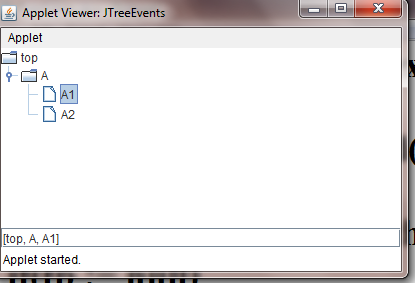 Applet Viewer: JTreeEvents
Applet
top
A
A1
A2
[top, A, A1]
Applet started.